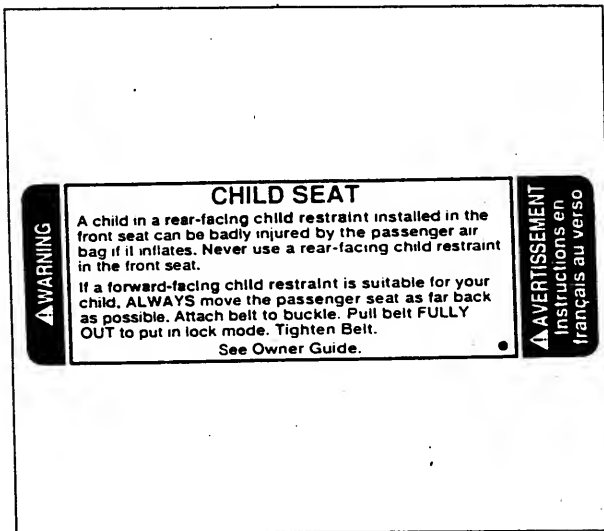 ⚠WARNING
CHILD SEAT
A child in a rear-facing child restraint installed in the
front seat can be badly injured by the passenger air
bag if it inflates. Never use a rear-facing child restraint
in the front seat.
If a forward-facing child restraint is suitable for your
child, ALWAYS move the passenger seat as far back
as possible. Attach belt to buckle. Pull belt FULLY
OUT to put in lock mode. Tighten Belt.
See Owner Guide.
⚠AVERTISSEMENT
Instructions en
français au verso